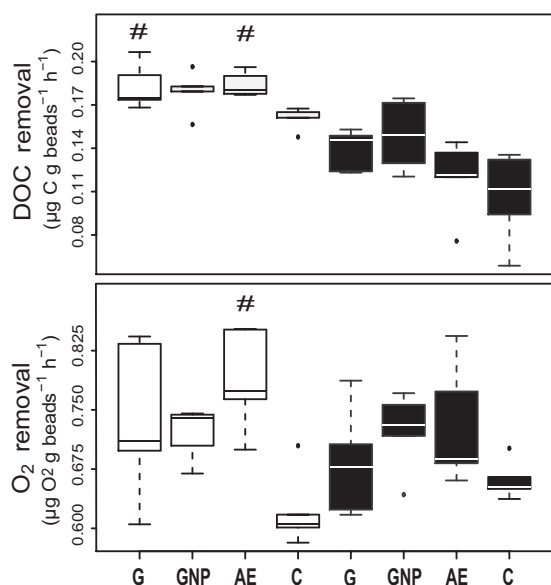 # #
DOC removal
(µg C g beads⁻¹ h⁻¹)
0.20
0.17
0.14
0.11
0.08
#
O₂ removal
(µg O2 g beads⁻¹ h⁻¹)
0.825
0.750
0.675
0.600
G GNP AE C G GNP AE C